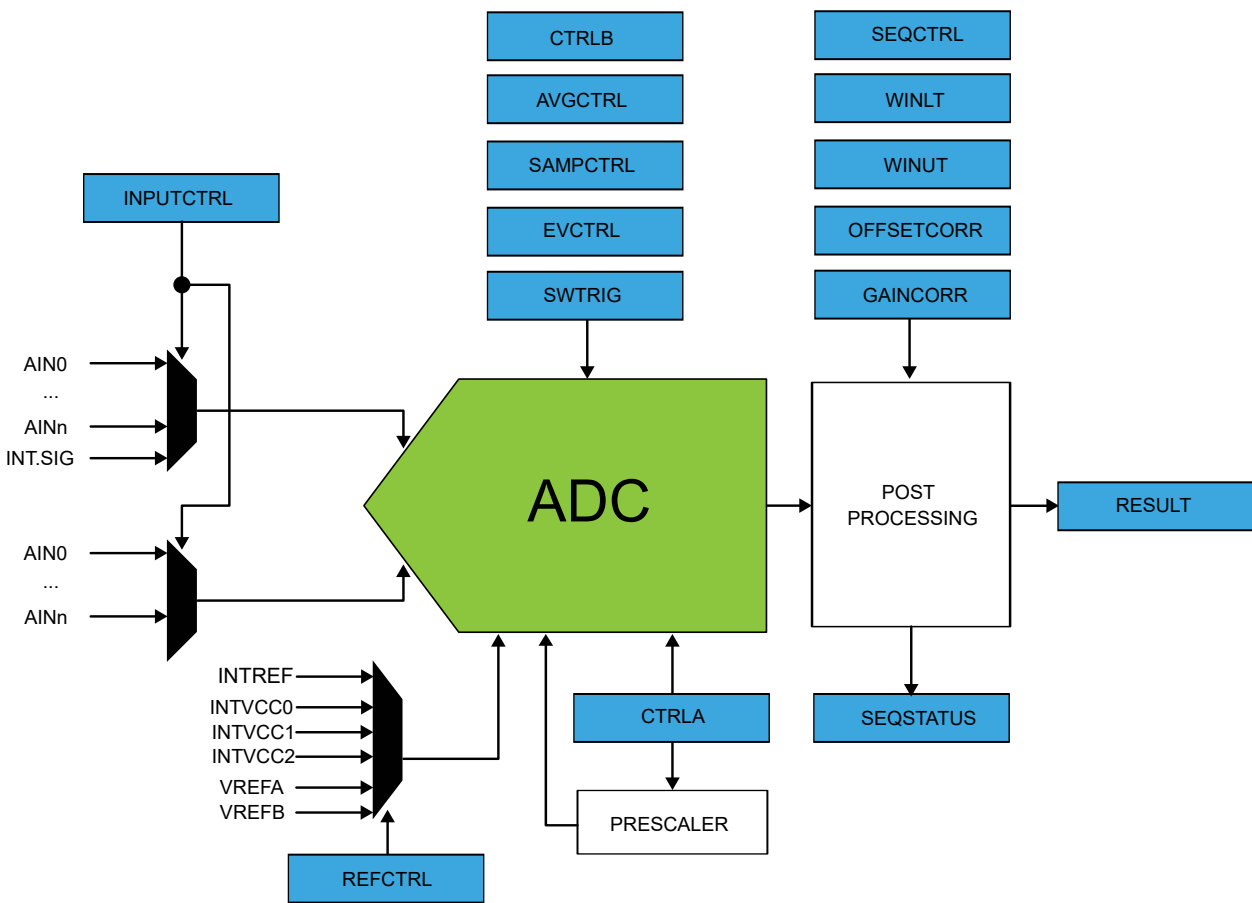 CTRLB
SEQCTRL
AVGCTRL
WINLT
SAMPCTRL
WINUT
INPUTCTRL
EVCTRL
OFFSETCORR
SWTRIG
GAINCORR
AIN0
...
AINn
INT.SIG
ADC
POST
PROCESSING
RESULT
AIN0
...
AINn
INTREF
INTVCC0
INTVCC1
INTVCC2
VREFA
VREFB
CTRLA
SEQSTATUS
PRESCALER
REFCTRL